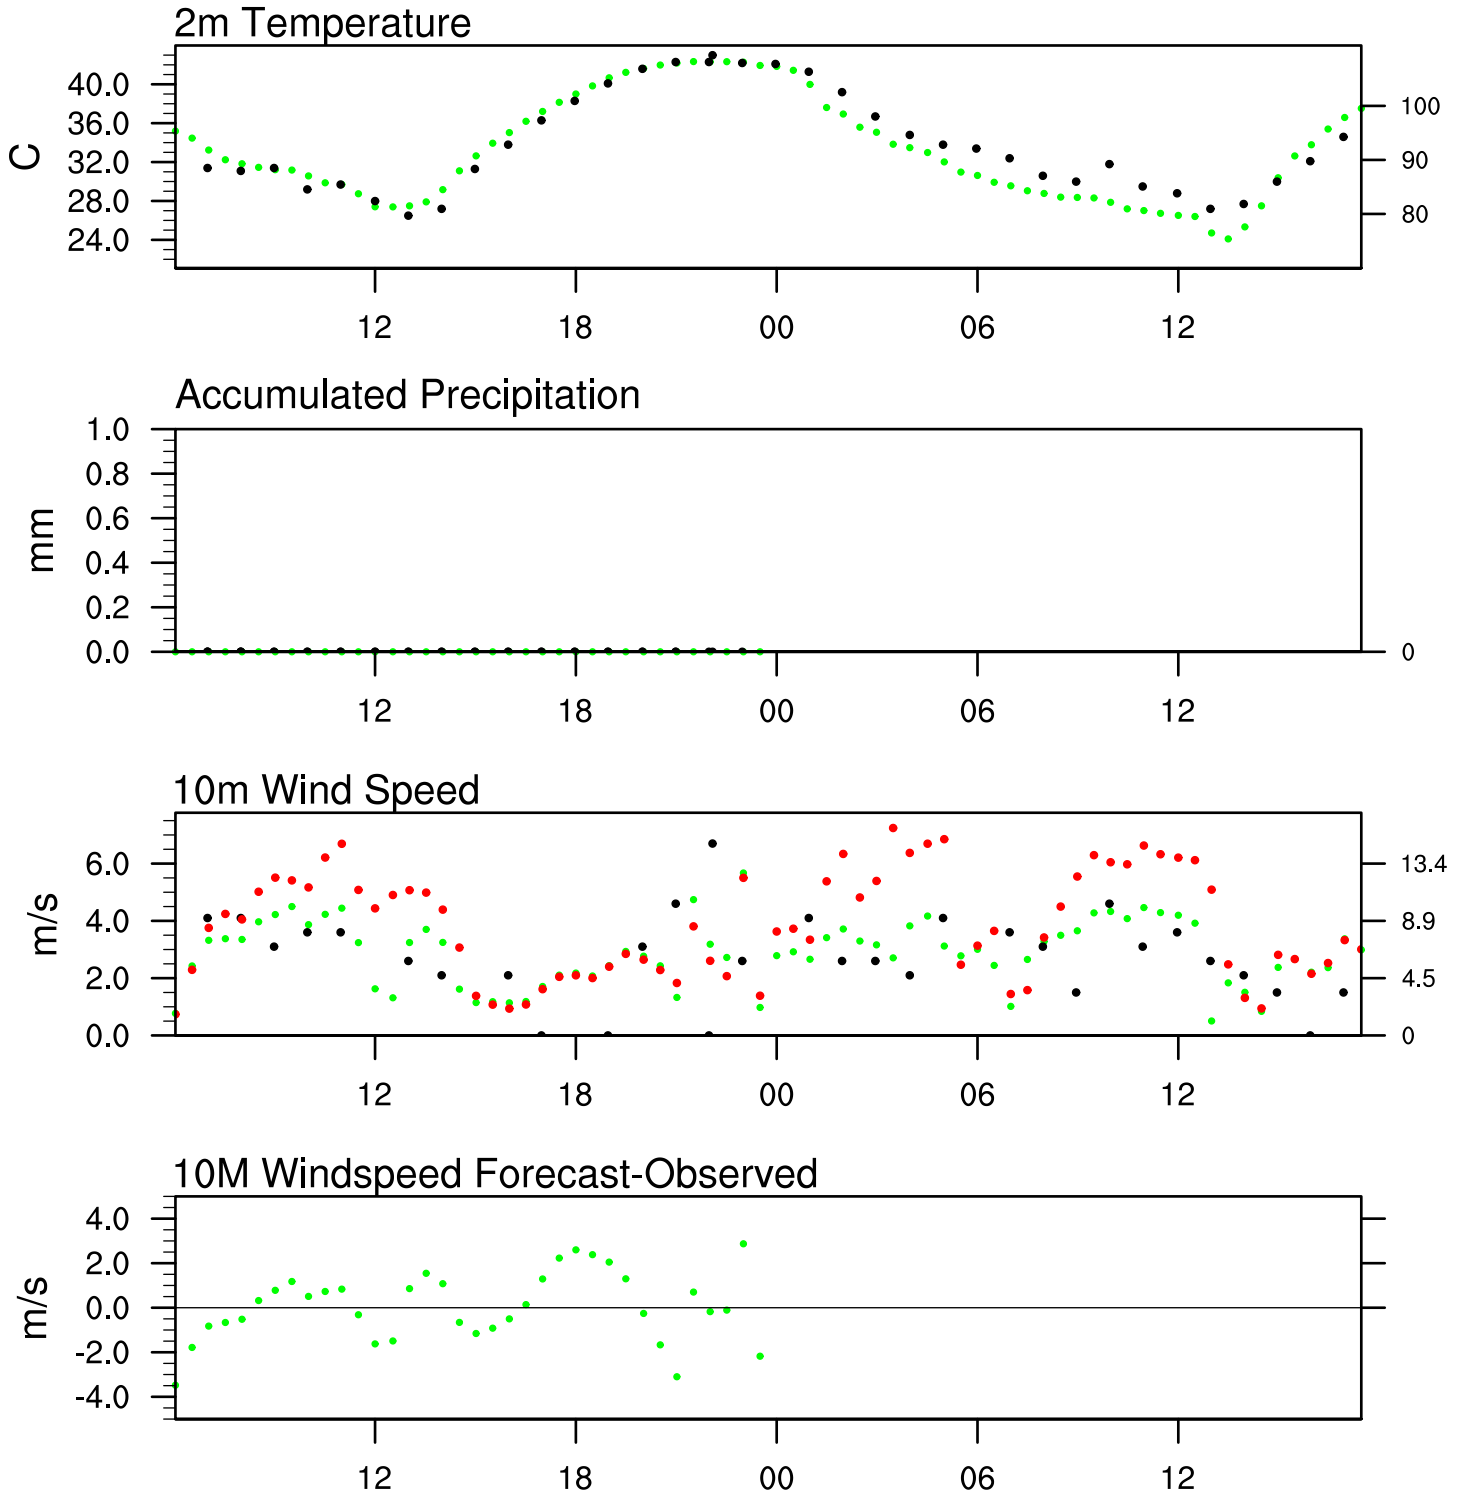 2m Temperature
C
40.0
36.0
32.0
28.0
24.0
100
90
80
12 18 00 06 12
Accumulated Precipitation
mm
1.0
0.8
0.6
0.4
0.2
0.0
0
12 18 00 06 12
10m Wind Speed
m/s
6.0
4.0
2.0
0.0
13.4
8.9
4.5
0
12 18 00 06 12
10M Windspeed Forecast-Observed
m/s
4.0
2.0
0.0
-2.0
-4.0
12 18 00 06 12